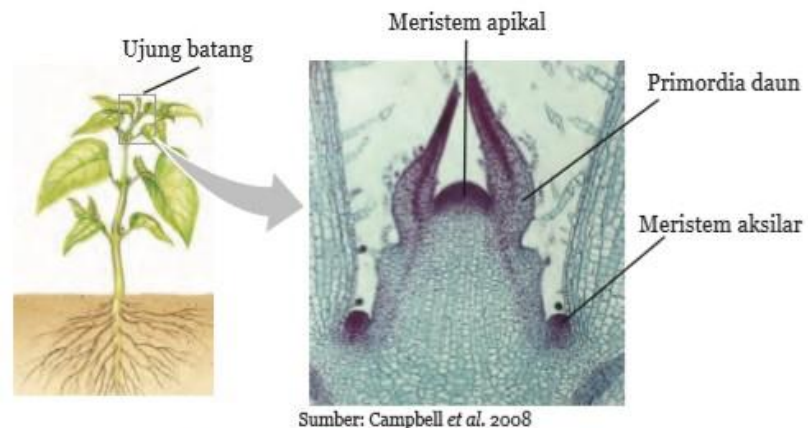 Meristem apikal
Ujung batang
Primordia daun
Meristem aksilar
Sumber: Campbell et al. 2008